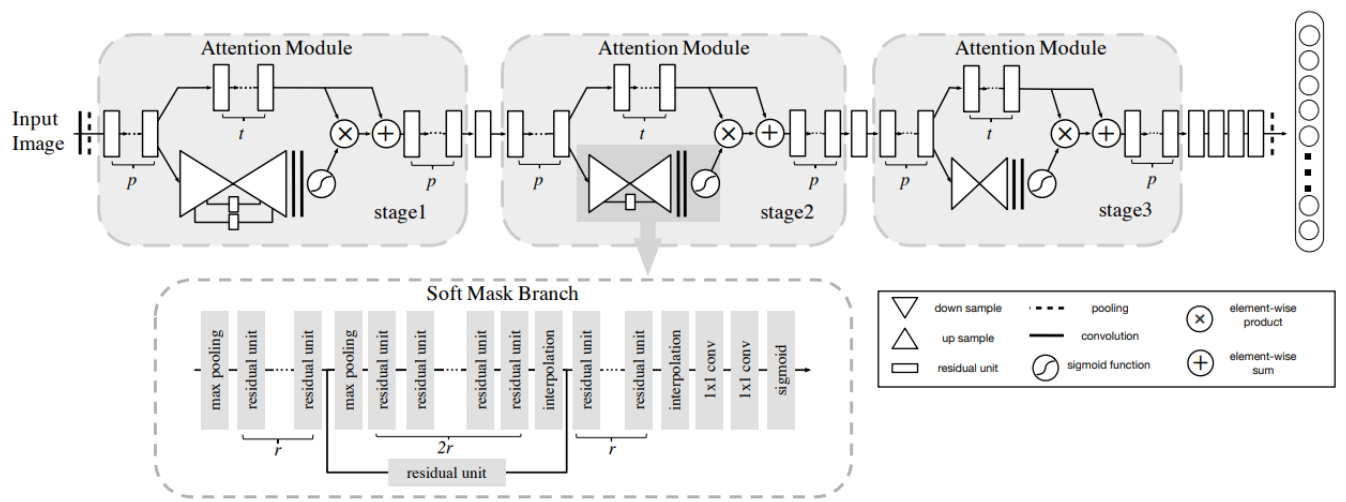 Attention Module
Attention Module
Attention Module
Input
Image
t
t
t
p
p
p
p
p
p
stage1
stage2
stage3
Soft Mask Branch
max pooling
residual unit
residual unit
max pooling
residual unit
residual unit
residual unit
residual unit
interpolation
residual unit
residual unit
interpolation
1x1 conv
1x1 conv
sigmoid
r
2r
r
residual unit
down sample
up sample
residual unit
pooling
convolution
sigmoid function
element-wise
product
element-wise
sum